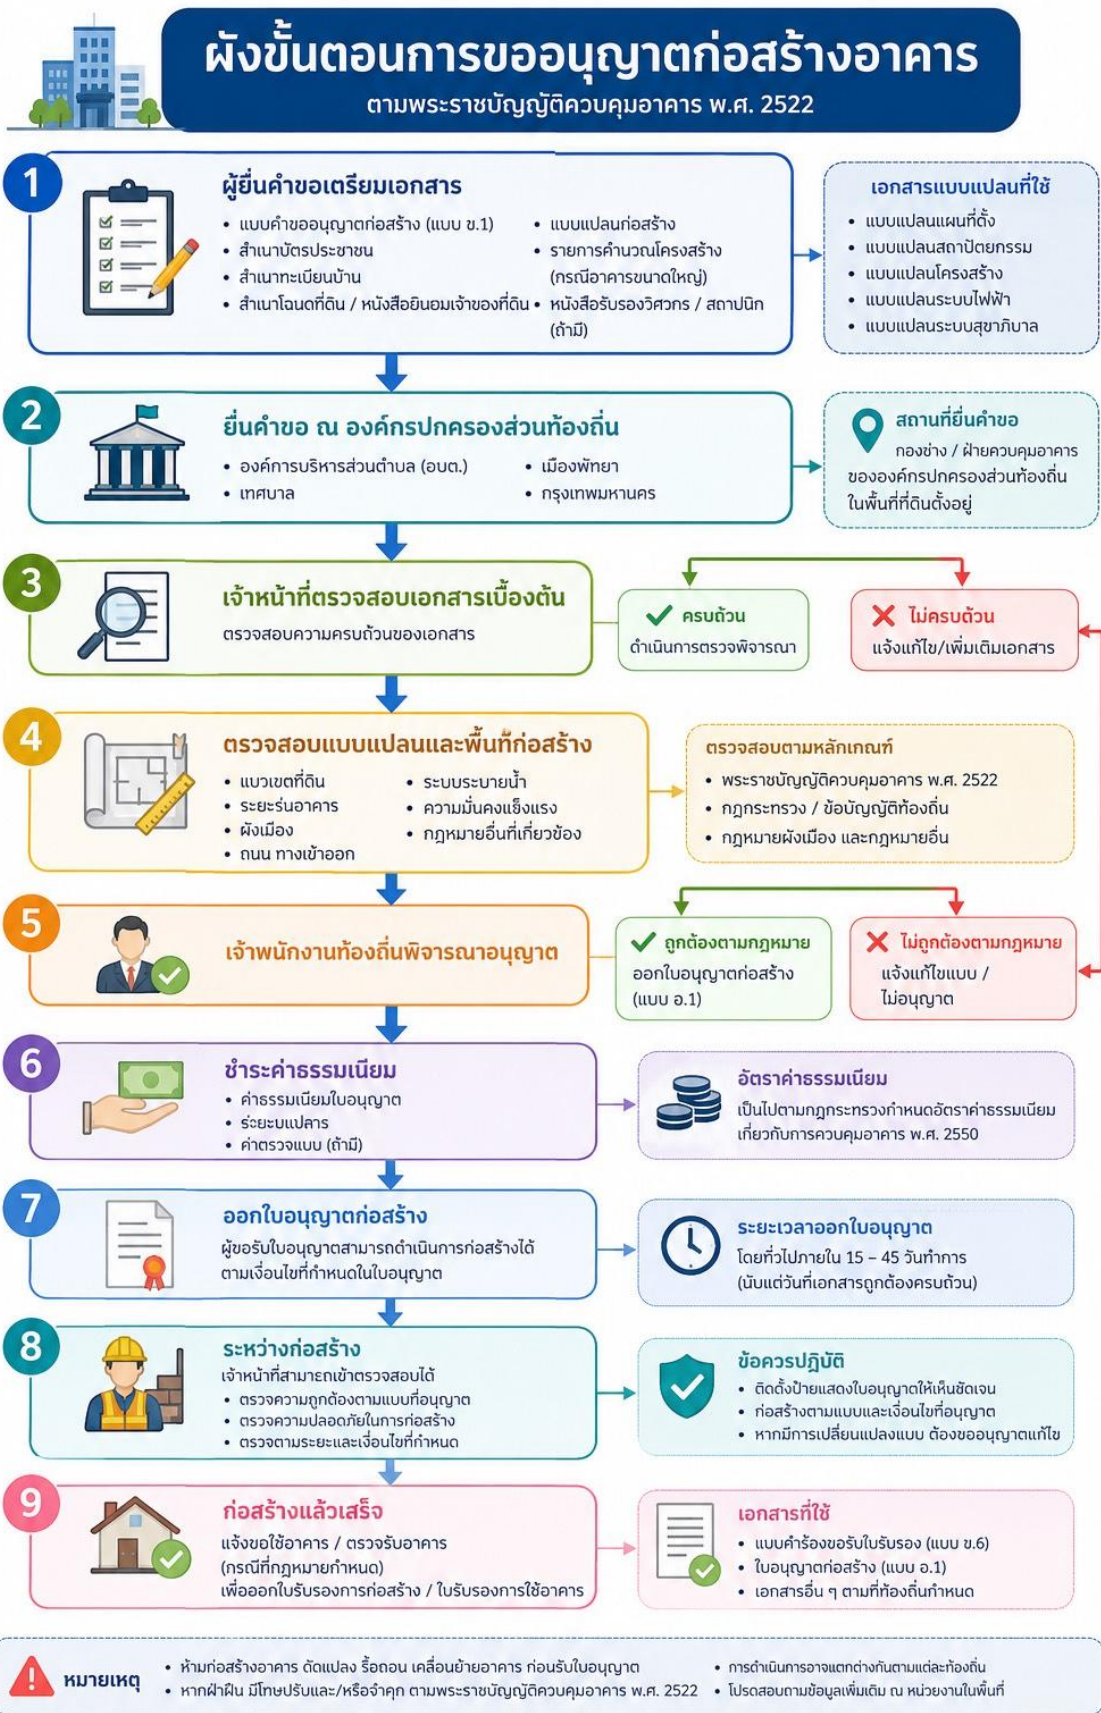 ผังขั้นตอนการขออนุญาตก่อสร้างอาคาร
ตามพระราชบัญญัติควบคุมอาคาร พ.ศ. 2522
1
ผู้ยื่นคำขอเตรียมเอกสาร
• แบบคำขออนุญาตก่อสร้าง (แบบ ข.1)
• สำเนาบัตรประชาชน
• สำเนาทะเบียนบ้าน
• สำเนาโฉนดที่ดิน / หนังสือยินยอมเจ้าของที่ดิน
• แบบแปลนก่อสร้าง
• รายการคำนวณโครงสร้าง
(กรณีอาคารขนาดใหญ่)
• หนังสือรับรองวิศวกร / สถาปนิก
(ถ้ามี)
เอกสารแบบแปลนที่ใช้
• แบบแปลนแผนที่ตั้ง
• แบบแปลนสถาปัตยกรรม
• แบบแปลนโครงสร้าง
• แบบแปลนระบบไฟฟ้า
• แบบแปลนระบบสุขาภิบาล
2
ยื่นคำขอ ณ องค์กรปกครองส่วนท้องถิ่น
• องค์การบริหารส่วนตำบล (อบต.)
• เทศบาล
• เมืองพัทยา
• กรุงเทพมหานคร
สถานที่ยื่นคำขอ
กองช่าง / ฝ่ายควบคุมอาคาร
ขององค์กรปกครองส่วนท้องถิ่น
ในพื้นที่ที่ดินตั้งอยู่
3
เจ้าหน้าที่ตรวจสอบเอกสารเบื้องต้น
ตรวจสอบความครบถ้วนของเอกสาร
ครบถ้วน
ดำเนินการตรวจพิจารณา
ไม่ครบถ้วน
แจ้งแก้ไข/เพิ่มเติมเอกสาร
4
ตรวจสอบแบบแปลนและพื้นที่ก่อสร้าง
• แนวเขตที่ดิน
• ระยะร่นอาคาร
• ผังเมือง
• ถนน ทางเข้าออก
• ระบบระบายน้ำ
• ความมั่นคงแข็งแรง
• กฎหมายอื่นที่เกี่ยวข้อง
ตรวจสอบตามหลักเกณฑ์
• พระราชบัญญัติควบคุมอาคาร พ.ศ. 2522
• กฎกระทรวง / ข้อบัญญัติท้องถิ่น
• กฎหมายผังเมือง และกฎหมายอื่น
5
เจ้าพนักงานท้องถิ่นพิจารณาอนุญาต
ถูกต้องตามกฎหมาย
ออกใบอนุญาตก่อสร้าง
(แบบ อ.1)
ไม่ถูกต้องตามกฎหมาย
แจ้งแก้ไขแบบ /
ไม่อนุญาต
6
ชำระค่าธรรมเนียม
• ค่าธรรมเนียมใบอนุญาต
• ค่าตรวจแบบ (ถ้ามี)
อัตราค่าธรรมเนียม
เป็นไปตามกฎกระทรวงกำหนดอัตราค่าธรรมเนียม
เกี่ยวกับการควบคุมอาคาร พ.ศ. 2550
7
ออกใบอนุญาตก่อสร้าง
ผู้ขอรับใบอนุญาตสามารถดำเนินการก่อสร้างได้
ตามเงื่อนไขที่กำหนดในใบอนุญาต
ระยะเวลาออกใบอนุญาต
โดยทั่วไปภายใน 15 – 45 วันทำการ
(นับแต่วันที่เอกสารถูกต้องครบถ้วน)
8
ระหว่างก่อสร้าง
เจ้าหน้าที่สามารถเข้าตรวจสอบได้
• ตรวจความถูกต้องตามแบบที่อนุญาต
• ตรวจความปลอดภัยในการก่อสร้าง
• ตรวจตามระยะและเงื่อนไขที่กำหนด
ข้อควรปฏิบัติ
• ติดตั้งป้ายแสดงใบอนุญาตให้เห็นชัดเจน
• ก่อสร้างตามแบบและเงื่อนไขที่อนุญาต
• หากมีการเปลี่ยนแปลงแบบ ต้องขออนุญาตแก้ไข
9
ก่อสร้างแล้วเสร็จ
แจ้งขอใช้อาคาร / ตรวจรับอาคาร
(กรณีที่กฎหมายกำหนด)
เพื่อออกใบรับรองการก่อสร้าง / ใบรับรองการใช้อาคาร
เอกสารที่ใช้
• แบบคำร้องขอรับใบรับรอง (แบบ ข.6)
• ใบอนุญาตก่อสร้าง (แบบ อ.1)
• เอกสารอื่น ๆ ตามที่ท้องถิ่นกำหนด
หมายเหตุ
• ห้ามก่อสร้างอาคาร ดัดแปลง รื้อถอน เคลื่อนย้ายอาคาร ก่อนรับใบอนุญาต
• หากฝ่าฝืน มีโทษปรับและ/หรือจำคุก ตามพระราชบัญญัติควบคุมอาคาร พ.ศ. 2522
• การดำเนินการอาจแตกต่างกันตามแต่ละท้องถิ่น
• โปรดสอบถามข้อมูลเพิ่มเติม ณ หน่วยงานในพื้นที่